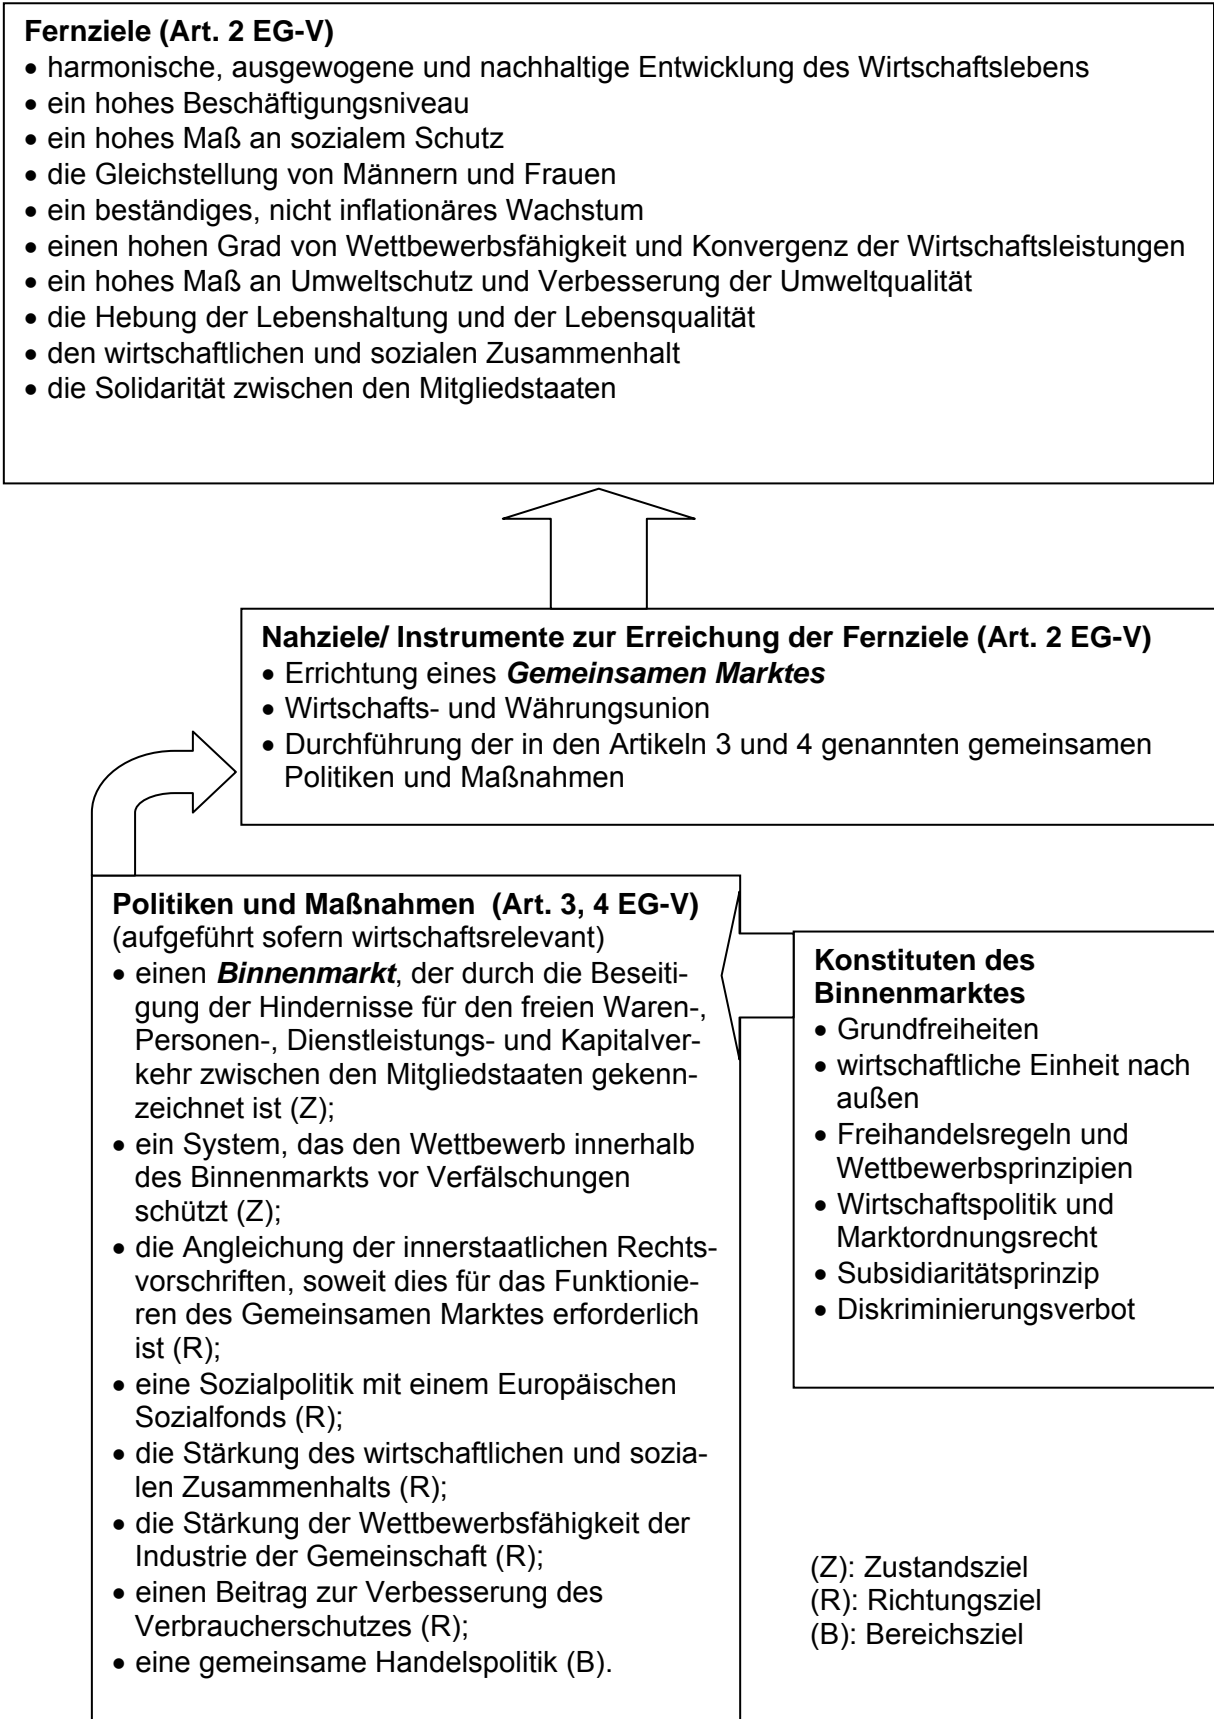 Fernziele (Art. 2 EG-V)
• harmonische, ausgewogene und nachhaltige Entwicklung des Wirtschaftslebens
• ein hohes Beschäftigungsniveau
• ein hohes Maß an sozialem Schutz
• die Gleichstellung von Männern und Frauen
• ein beständiges, nicht inflationäres Wachstum
• einen hohen Grad von Wettbewerbsfähigkeit und Konvergenz der Wirtschaftsleistungen
• ein hohes Maß an Umweltschutz und Verbesserung der Umweltqualität
• die Hebung der Lebenshaltung und der Lebensqualität
• den wirtschaftlichen und sozialen Zusammenhalt
• die Solidarität zwischen den Mitgliedstaaten
Nahziele/ Instrumente zur Erreichung der Fernziele (Art. 2 EG-V)
• Errichtung eines Gemeinsamen Marktes
• Wirtschafts- und Währungsunion
• Durchführung der in den Artikeln 3 und 4 genannten gemeinsamen
Politiken und Maßnahmen
Politiken und Maßnahmen (Art. 3, 4 EG-V)
(aufgeführt sofern wirtschaftsrelevant)
• einen Binnenmarkt, der durch die Beseiti-
gung der Hindernisse für den freien Waren-,
Personen-, Dienstleistungs- und Kapitalver-
kehr zwischen den Mitgliedstaaten gekenn-
zeichnet ist (Z);
• ein System, das den Wettbewerb innerhalb
des Binnenmarkts vor Verfälschungen
schützt (Z);
• die Angleichung der innerstaatlichen Rechts-
vorschriften, soweit dies für das Funktionie-
ren des Gemeinsamen Marktes erforderlich
ist (R);
• eine Sozialpolitik mit einem Europäischen
Sozialfonds (R);
• die Stärkung des wirtschaftlichen und sozia-
len Zusammenhalts (R);
• die Stärkung der Wettbewerbsfähigkeit der
Industrie der Gemeinschaft (R);
• einen Beitrag zur Verbesserung des
Verbraucherschutzes (R);
• eine gemeinsame Handelspolitik (B).
Konstituten des
Binnenmarktes
• Grundfreiheiten
• wirtschaftliche Einheit nach
außen
• Freihandelsregeln und
Wettbewerbsprinzipien
• Wirtschaftspolitik und
Marktordnungsrecht
• Subsidiaritätsprinzip
• Diskriminierungsverbot
(Z): Zustandsziel
(R): Richtungsziel
(B): Bereichsziel